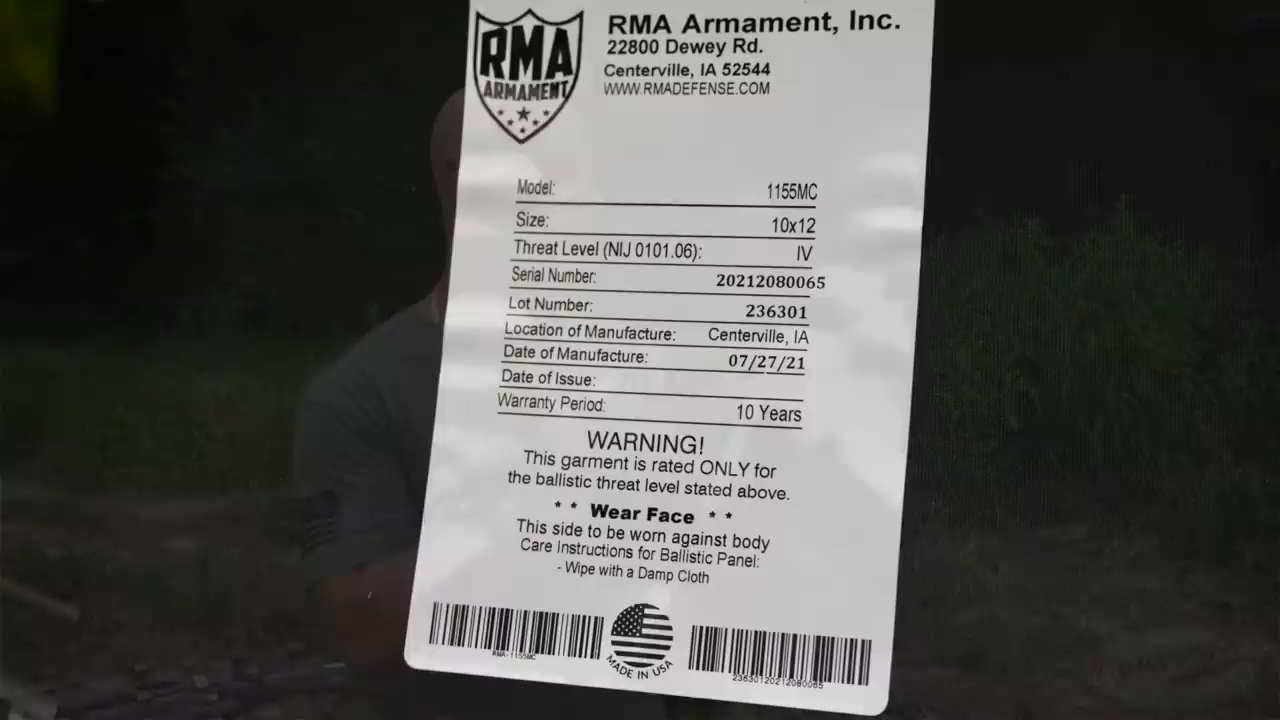 RMA
ARMAMENT
RMA Armament, Inc.
22800 Dewey Rd.
Centerville, IA 52544
WWW.RMADEFENSE.COM
Model: 1155MC
Size: 10x12
Threat Level (NIJ 0101.06): IV
Serial Number: 20212080065
Lot Number: 236301
Location of Manufacture: Centerville, IA
Date of Manufacture: 07/27/21
Date of Issue:
Warranty Period: 10 Years
WARNING!
This garment is rated ONLY for
the ballistic threat level stated above.
* * Wear Face * *
This side to be worn against body
Care Instructions for Ballistic Panel:
- Wipe with a Damp Cloth
RMA-1155MC
MADE IN USA
23630120212080065